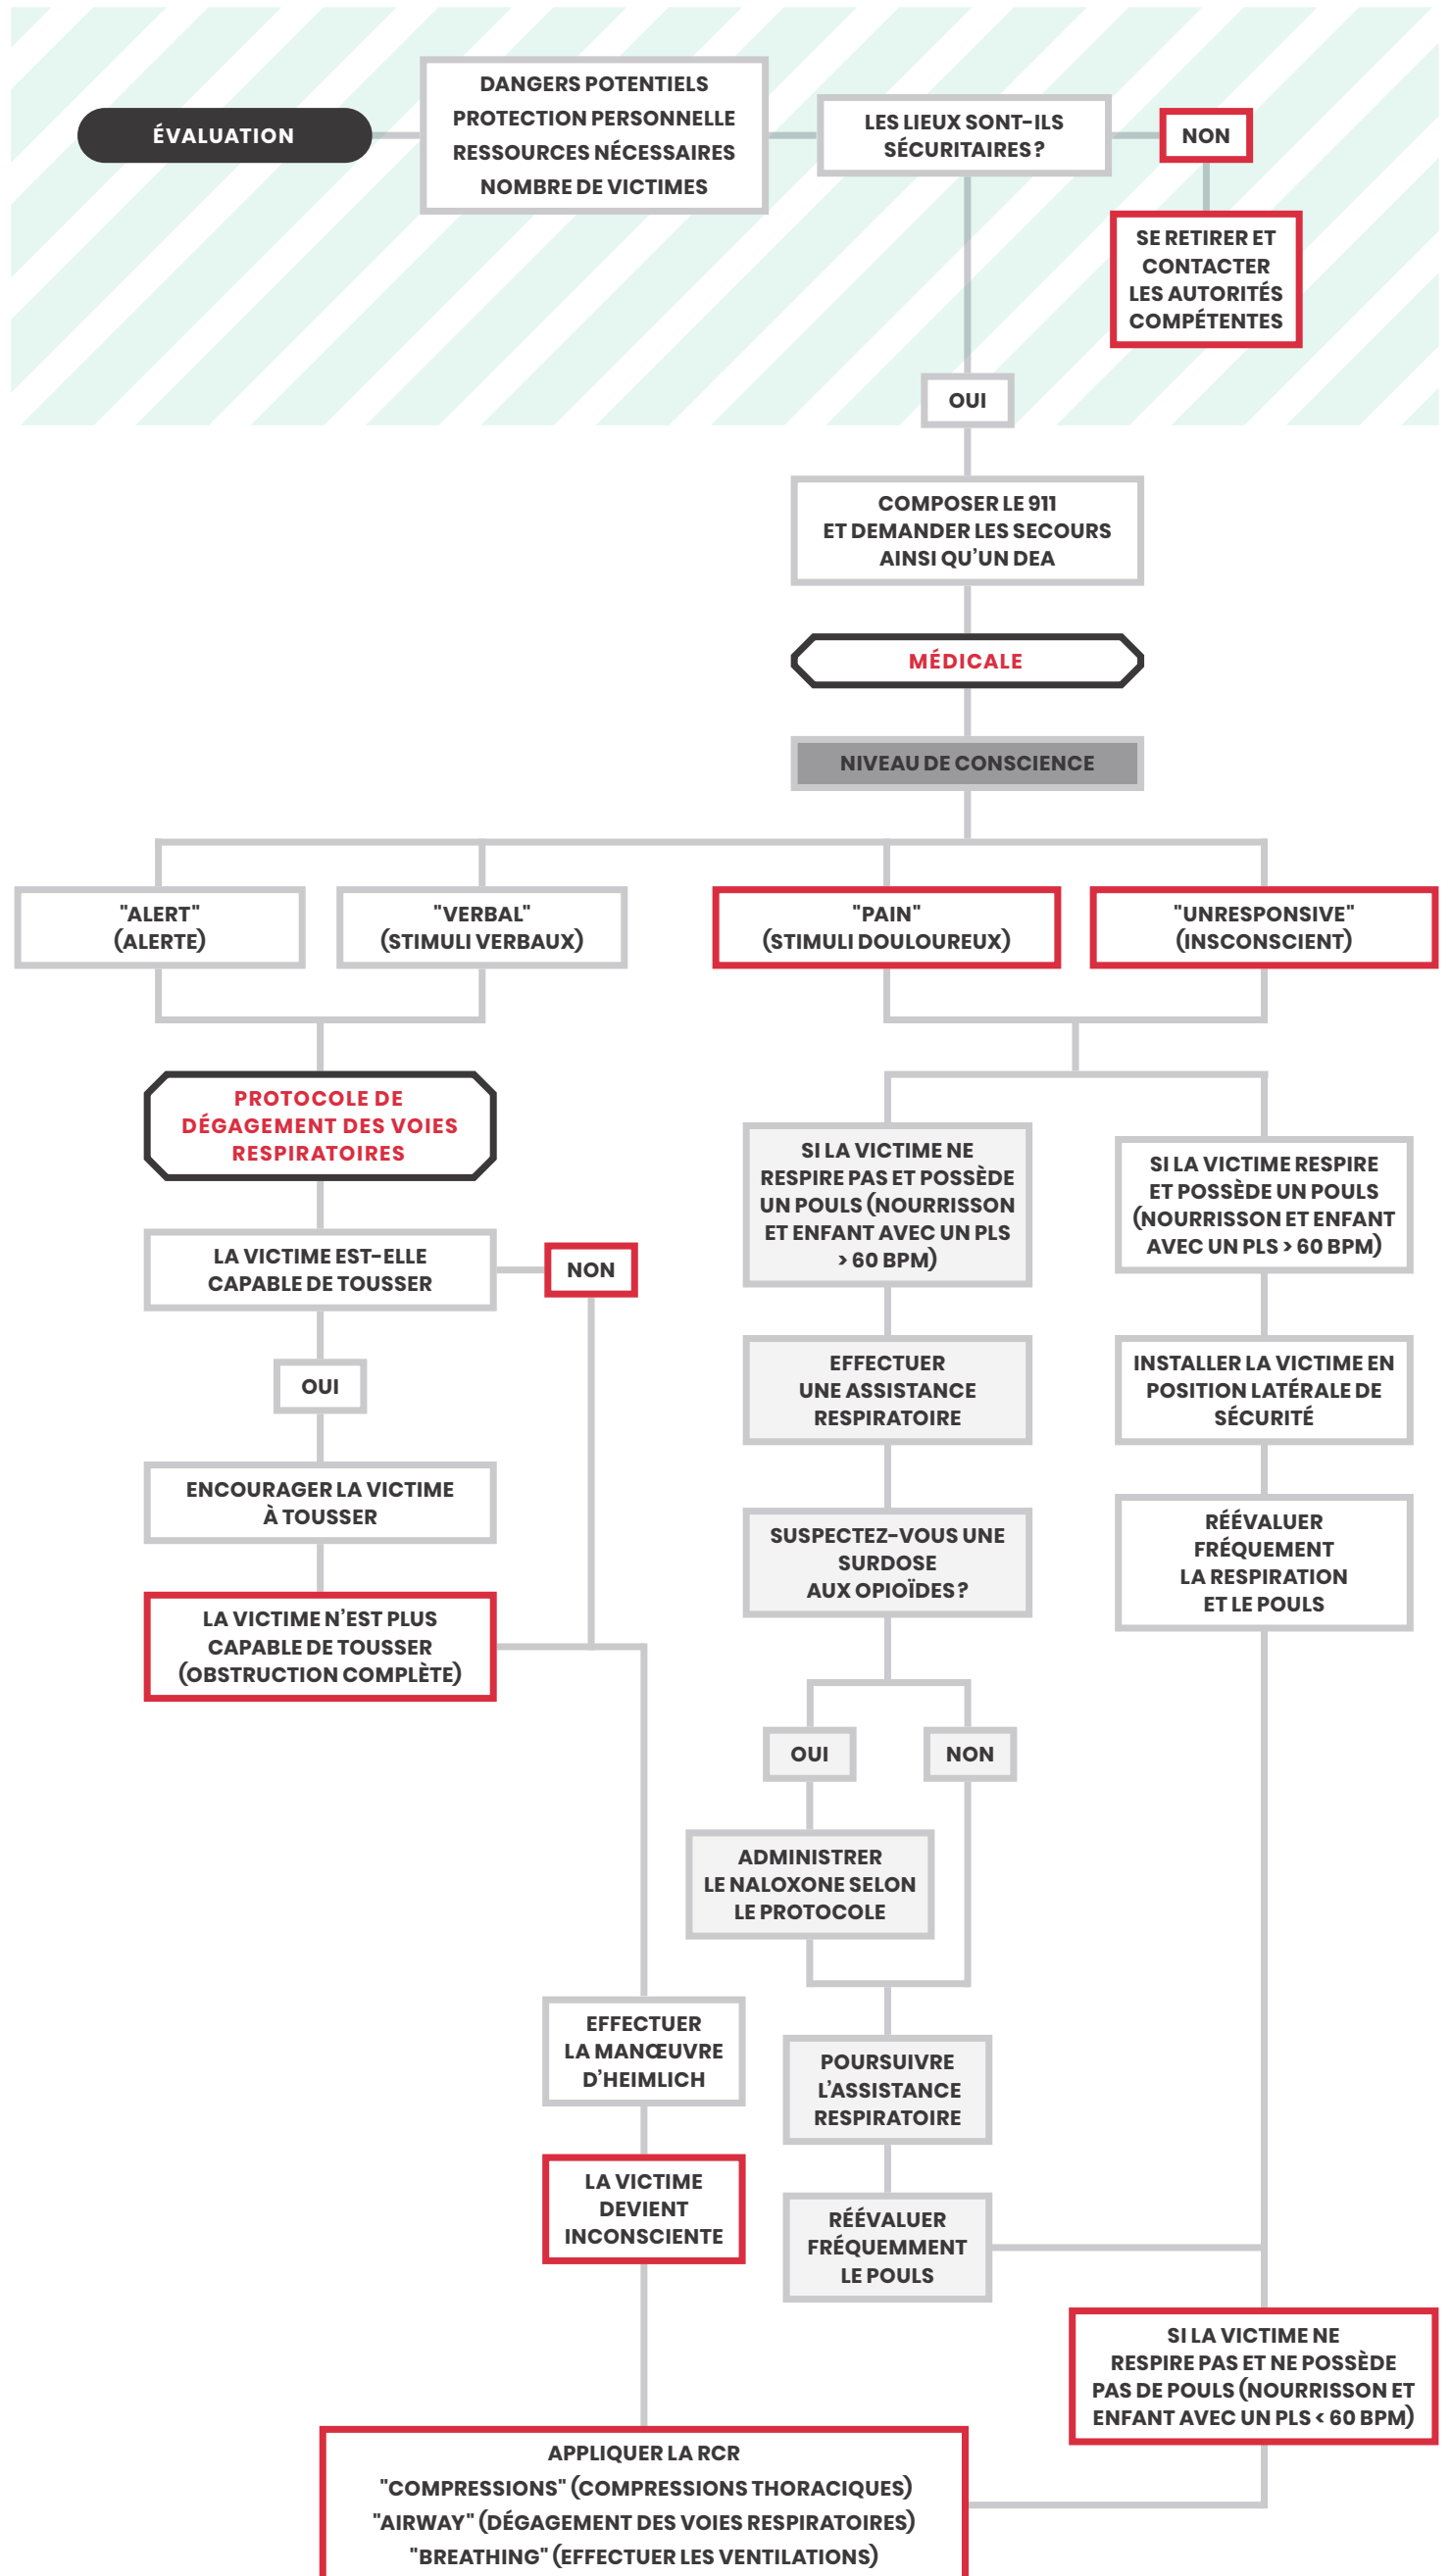 ÉVALUATION
DANGERS POTENTIELS
PROTECTION PERSONNELLE
RESSOURCES NÉCESSAIRES
NOMBRE DE VICTIMES
LES LIEUX SONT-ILS
SÉCURITAIRES ?
NON
SE RETIRER ET
CONTACTER
LES AUTORITÉS
COMPÉTENTES
OUI
COMPOSER LE 911
ET DEMANDER LES SECOURS
AINSI QU’UN DEA
MÉDICALE
NIVEAU DE CONSCIENCE
"ALERT"
(ALERTE)
"VERBAL"
(STIMULI VERBAUX)
"PAIN"
(STIMULI DOULOUREUX)
"UNRESPONSIVE"
(INSCONSCIENT)
PROTOCOLE DE
DÉGAGEMENT DES VOIES
RESPIRATOIRES
LA VICTIME EST-ELLE
CAPABLE DE TOUSSER
NON
OUI
ENCOURAGER LA VICTIME
À TOUSSER
LA VICTIME N’EST PLUS
CAPABLE DE TOUSSER
(OBSTRUCTION COMPLÈTE)
EFFECTUER
LA MANŒUVRE
D’HEIMLICH
LA VICTIME
DEVIENT
INCONSCIENTE
SI LA VICTIME NE
RESPIRE PAS ET POSSÈDE
UN POULS (NOURRISSON
ET ENFANT AVEC UN PLS
> 60 BPM)
EFFECTUER
UNE ASSISTANCE
RESPIRATOIRE
SUSPECTEZ-VOUS UNE
SURDOSE
AUX OPIOÏDES ?
OUI
NON
ADMINISTRER
LE NALOXONE SELON
LE PROTOCOLE
POURSUIVRE
L’ASSISTANCE
RESPIRATOIRE
RÉÉVALUER
FRÉQUEMMENT
LE POULS
SI LA VICTIME RESPIRE
ET POSSÈDE UN POULS
(NOURRISSON ET ENFANT
AVEC UN PLS > 60 BPM)
INSTALLER LA VICTIME EN
POSITION LATÉRALE DE
SÉCURITÉ
RÉÉVALUER
FRÉQUEMENT
LA RESPIRATION
ET LE POULS
SI LA VICTIME NE
RESPIRE PAS ET NE POSSÈDE
PAS DE POULS (NOURRISSON ET
ENFANT AVEC UN PLS < 60 BPM)
APPLIQUER LA RCR
"COMPRESSIONS" (COMPRESSIONS THORACIQUES)
"AIRWAY" (DÉGAGEMENT DES VOIES RESPIRATOIRES)
"BREATHING" (EFFECTUER LES VENTILATIONS)